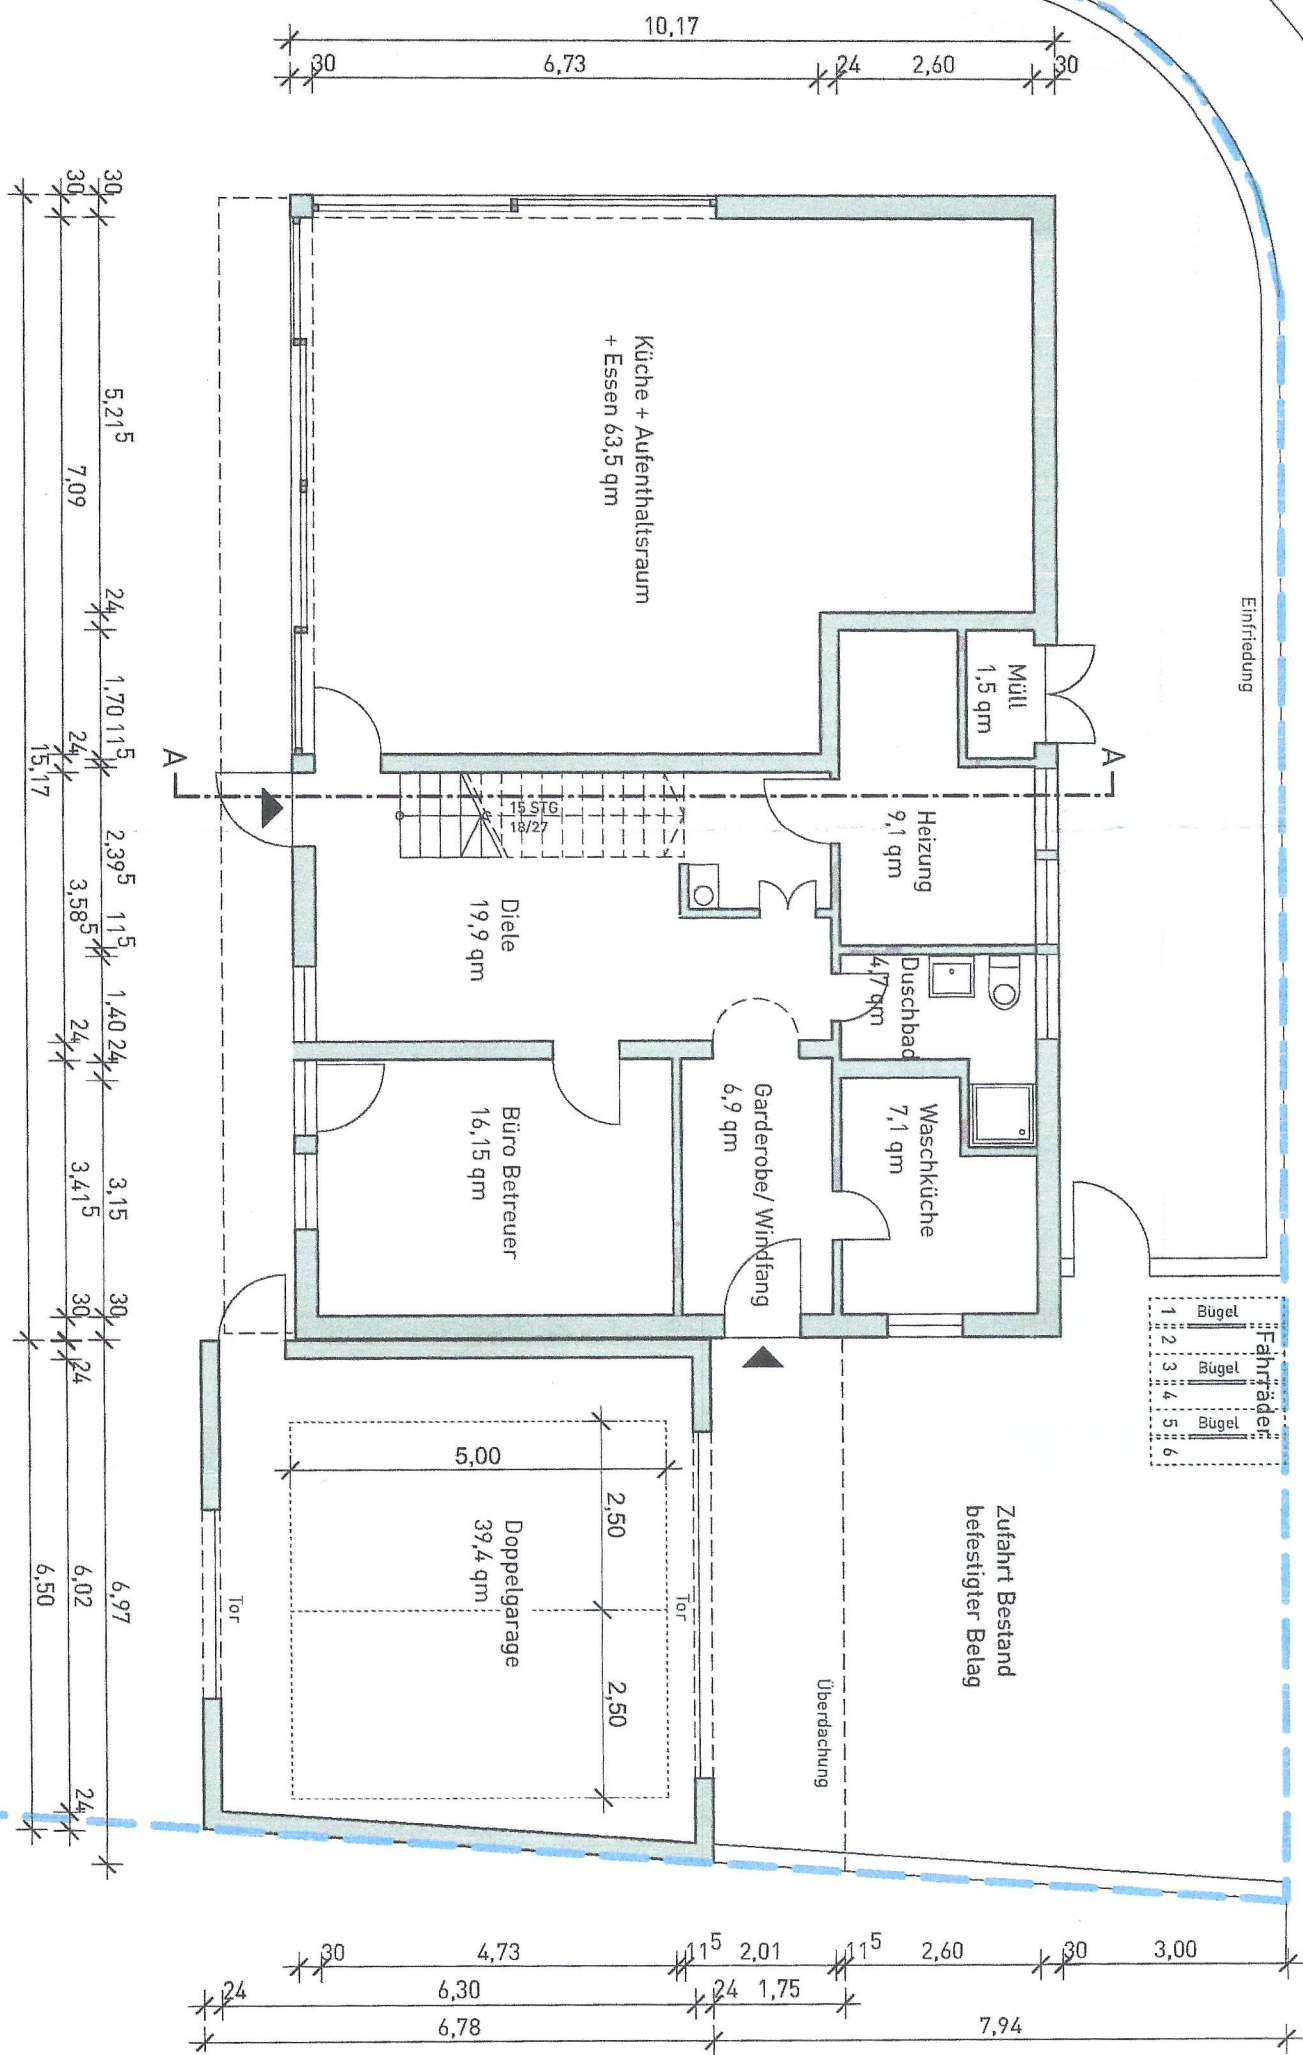 10,17
30
6,73
24
2,60
30
Küche + Aufenthaltsraum
+ Essen 63,5 qm
Müll
1,5 qm
Einfriedung
A
A
15 STG
18/27
Heizung
9,1 qm
Diele
19,9 qm
Duschbad
4,7 qm
Büro Betreuer
16,15 qm
Garderobe/ Windfang
6,9 qm
Waschküche
7,1 qm
Fahrräder
1 Bügel
2
3 Bügel
4
5 Bügel
6
Zufahrt Bestand
befestigter Belag
Überdachung
5,00
2,50
2,50
Doppelgarage
39,4 qm
Tor
Tor
30
5,21⁵
24
1,70
11⁵
2,39⁵
11⁵
1,40
24
3,15
30
6,97
30
7,09
24
3,58⁵
24
3,41⁵
30
24
6,02
24
15,17
6,50
30
4,73
11⁵
2,01
11⁵
2,60
30
3,00
24
6,30
24
1,75
6,78
7,94